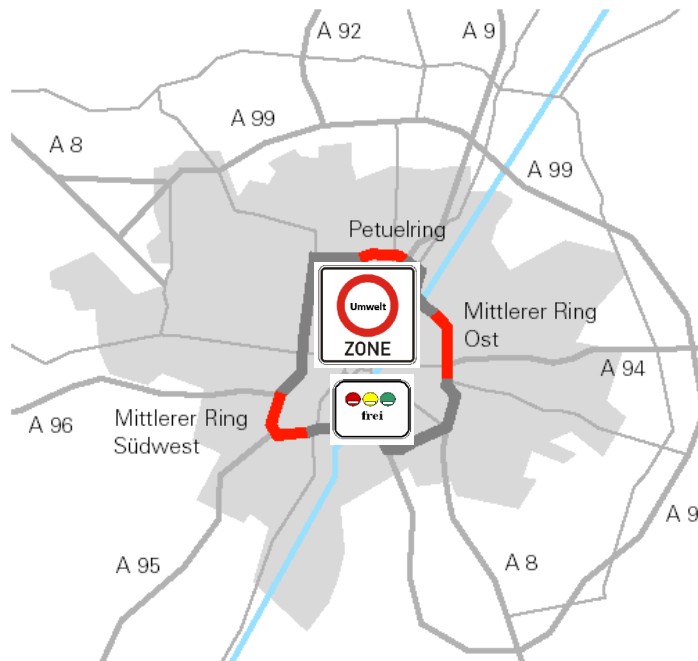 A 92
A 9
A 99
A 8
A 99
Petuelring
Umwelt
ZONE
Mittlerer Ring
Ost
A 94
frei
Mittlerer Ring
Südwest
A 96
A 9
A 95
A 8